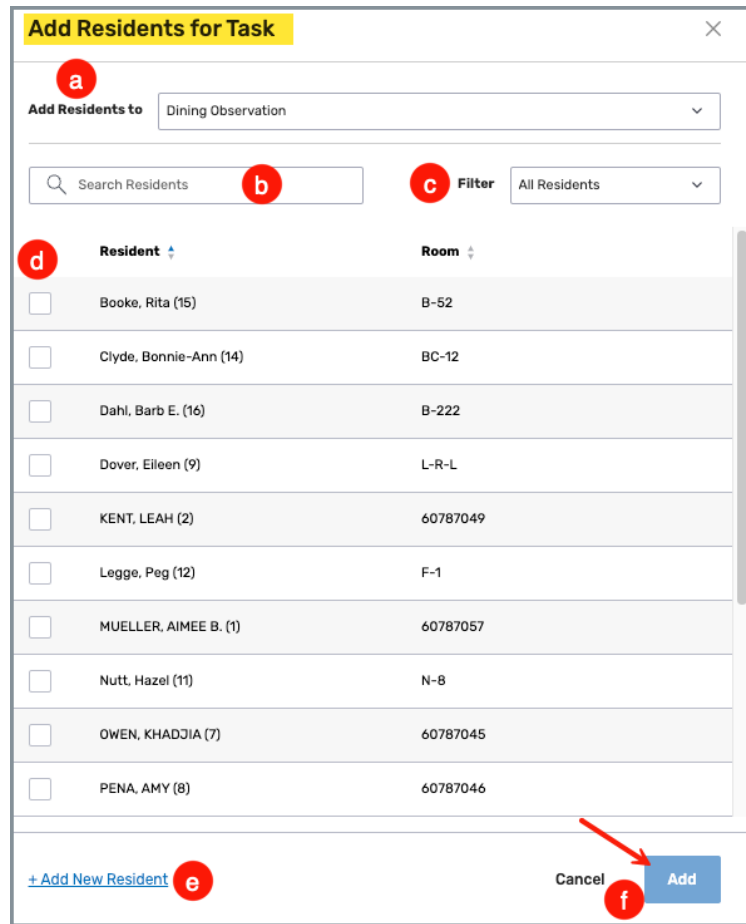 Add Residents for Task
a
Add Residents to Dining Observation
Search Residents b c Filter All Residents
d Resident Room
Booke, Rita (15) B-52
Clyde, Bonnie-Ann (14) BC-12
Dahl, Barb E. (16) B-222
Dover, Eileen (9) L-R-L
KENT, LEAH (2) 60787049
Legge, Peg (12) F-1
MUELLER, AIMEE B. (1) 60787057
Nutt, Hazel (11) N-8
OWEN, KHADJIA (7) 60787045
PENA, AMY (8) 60787046
+ Add New Resident e Cancel f Add